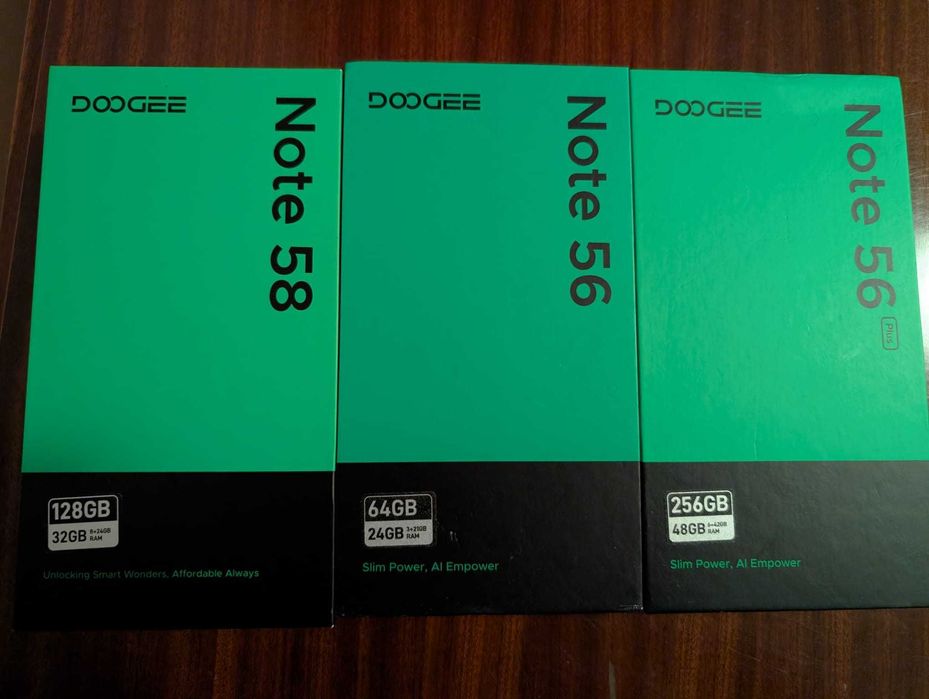 DOOGEE
Note 58
128GB
32GB 8+24GB RAM
Unlocking Smart Wonders, Affordable Always
DOOGEE
Note 56
64GB
24GB 3+21GB RAM
Slim Power, AI Empower
DOOGEE
Note 56 Plus
256GB
48GB 6+42GB RAM
Slim Power, AI Empower